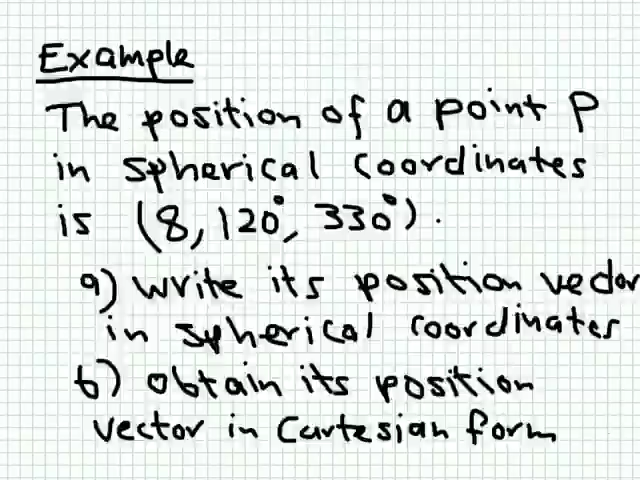 Example
The position of a point P
in spherical coordinates
is (8, 120°, 330°).
a) write its position vector
in spherical coordinates
b) obtain its position
vector in Cartesian form